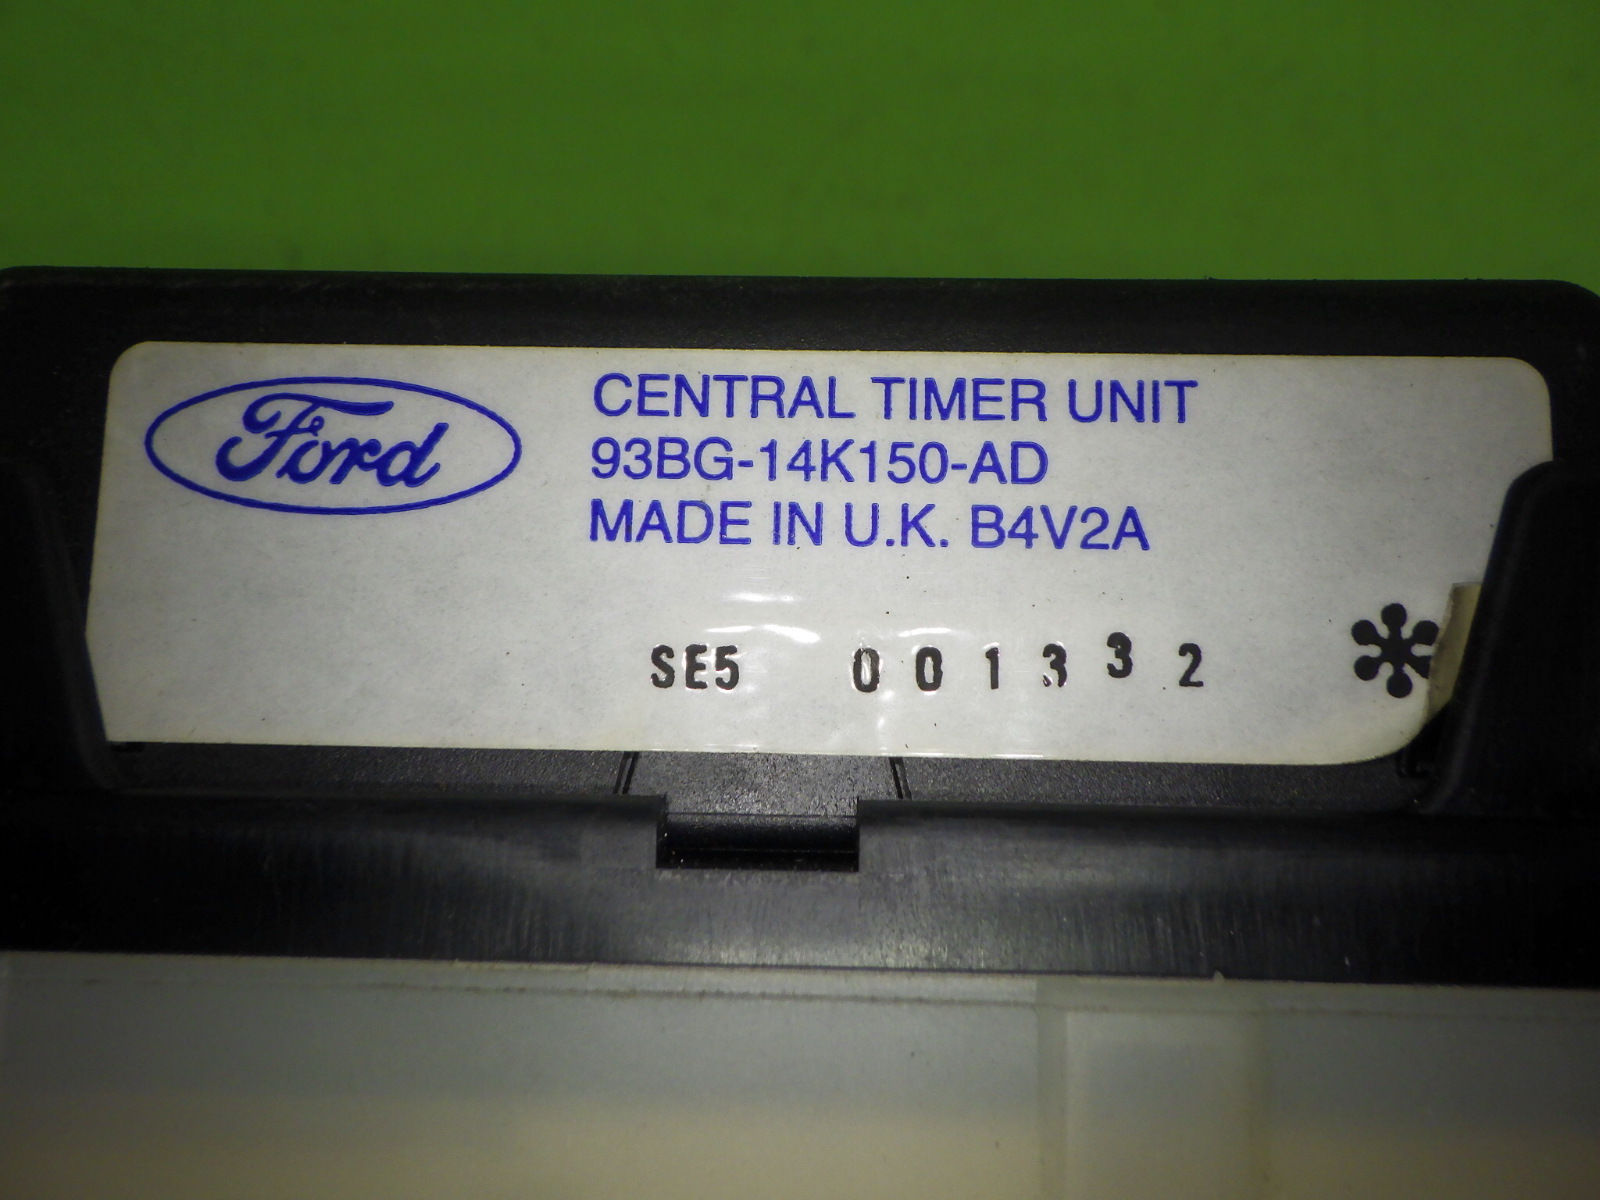 Ford
CENTRAL TIMER UNIT
93BG-14K150-AD
MADE IN U.K. B4V2A
SE5 001332